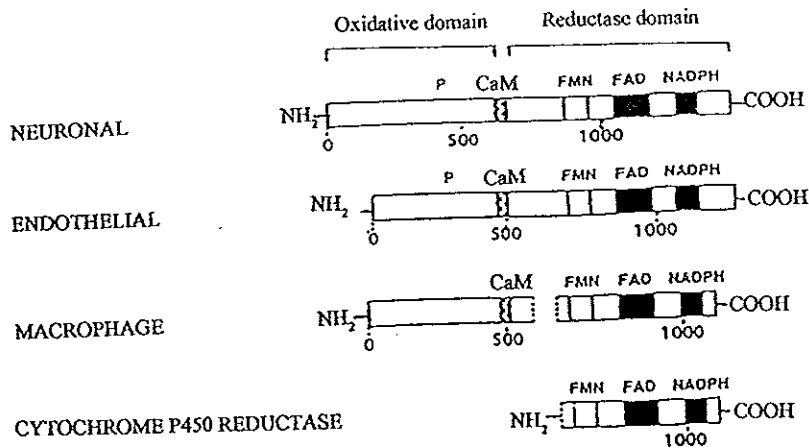 Oxidative domain Reductase domain
P CaM FMN FAD NADPH
NEURONAL NH2 COOH
0 500 1000
P CaM FMN FAD NADPH
ENDOTHELIAL NH2 COOH
0 500 1000
CaM FMN FAD NADPH
MACROPHAGE NH2 COOH
0 500 1000
FMN FAD NADPH
CYTOCHROME P450 REDUCTASE NH2 COOH
1000